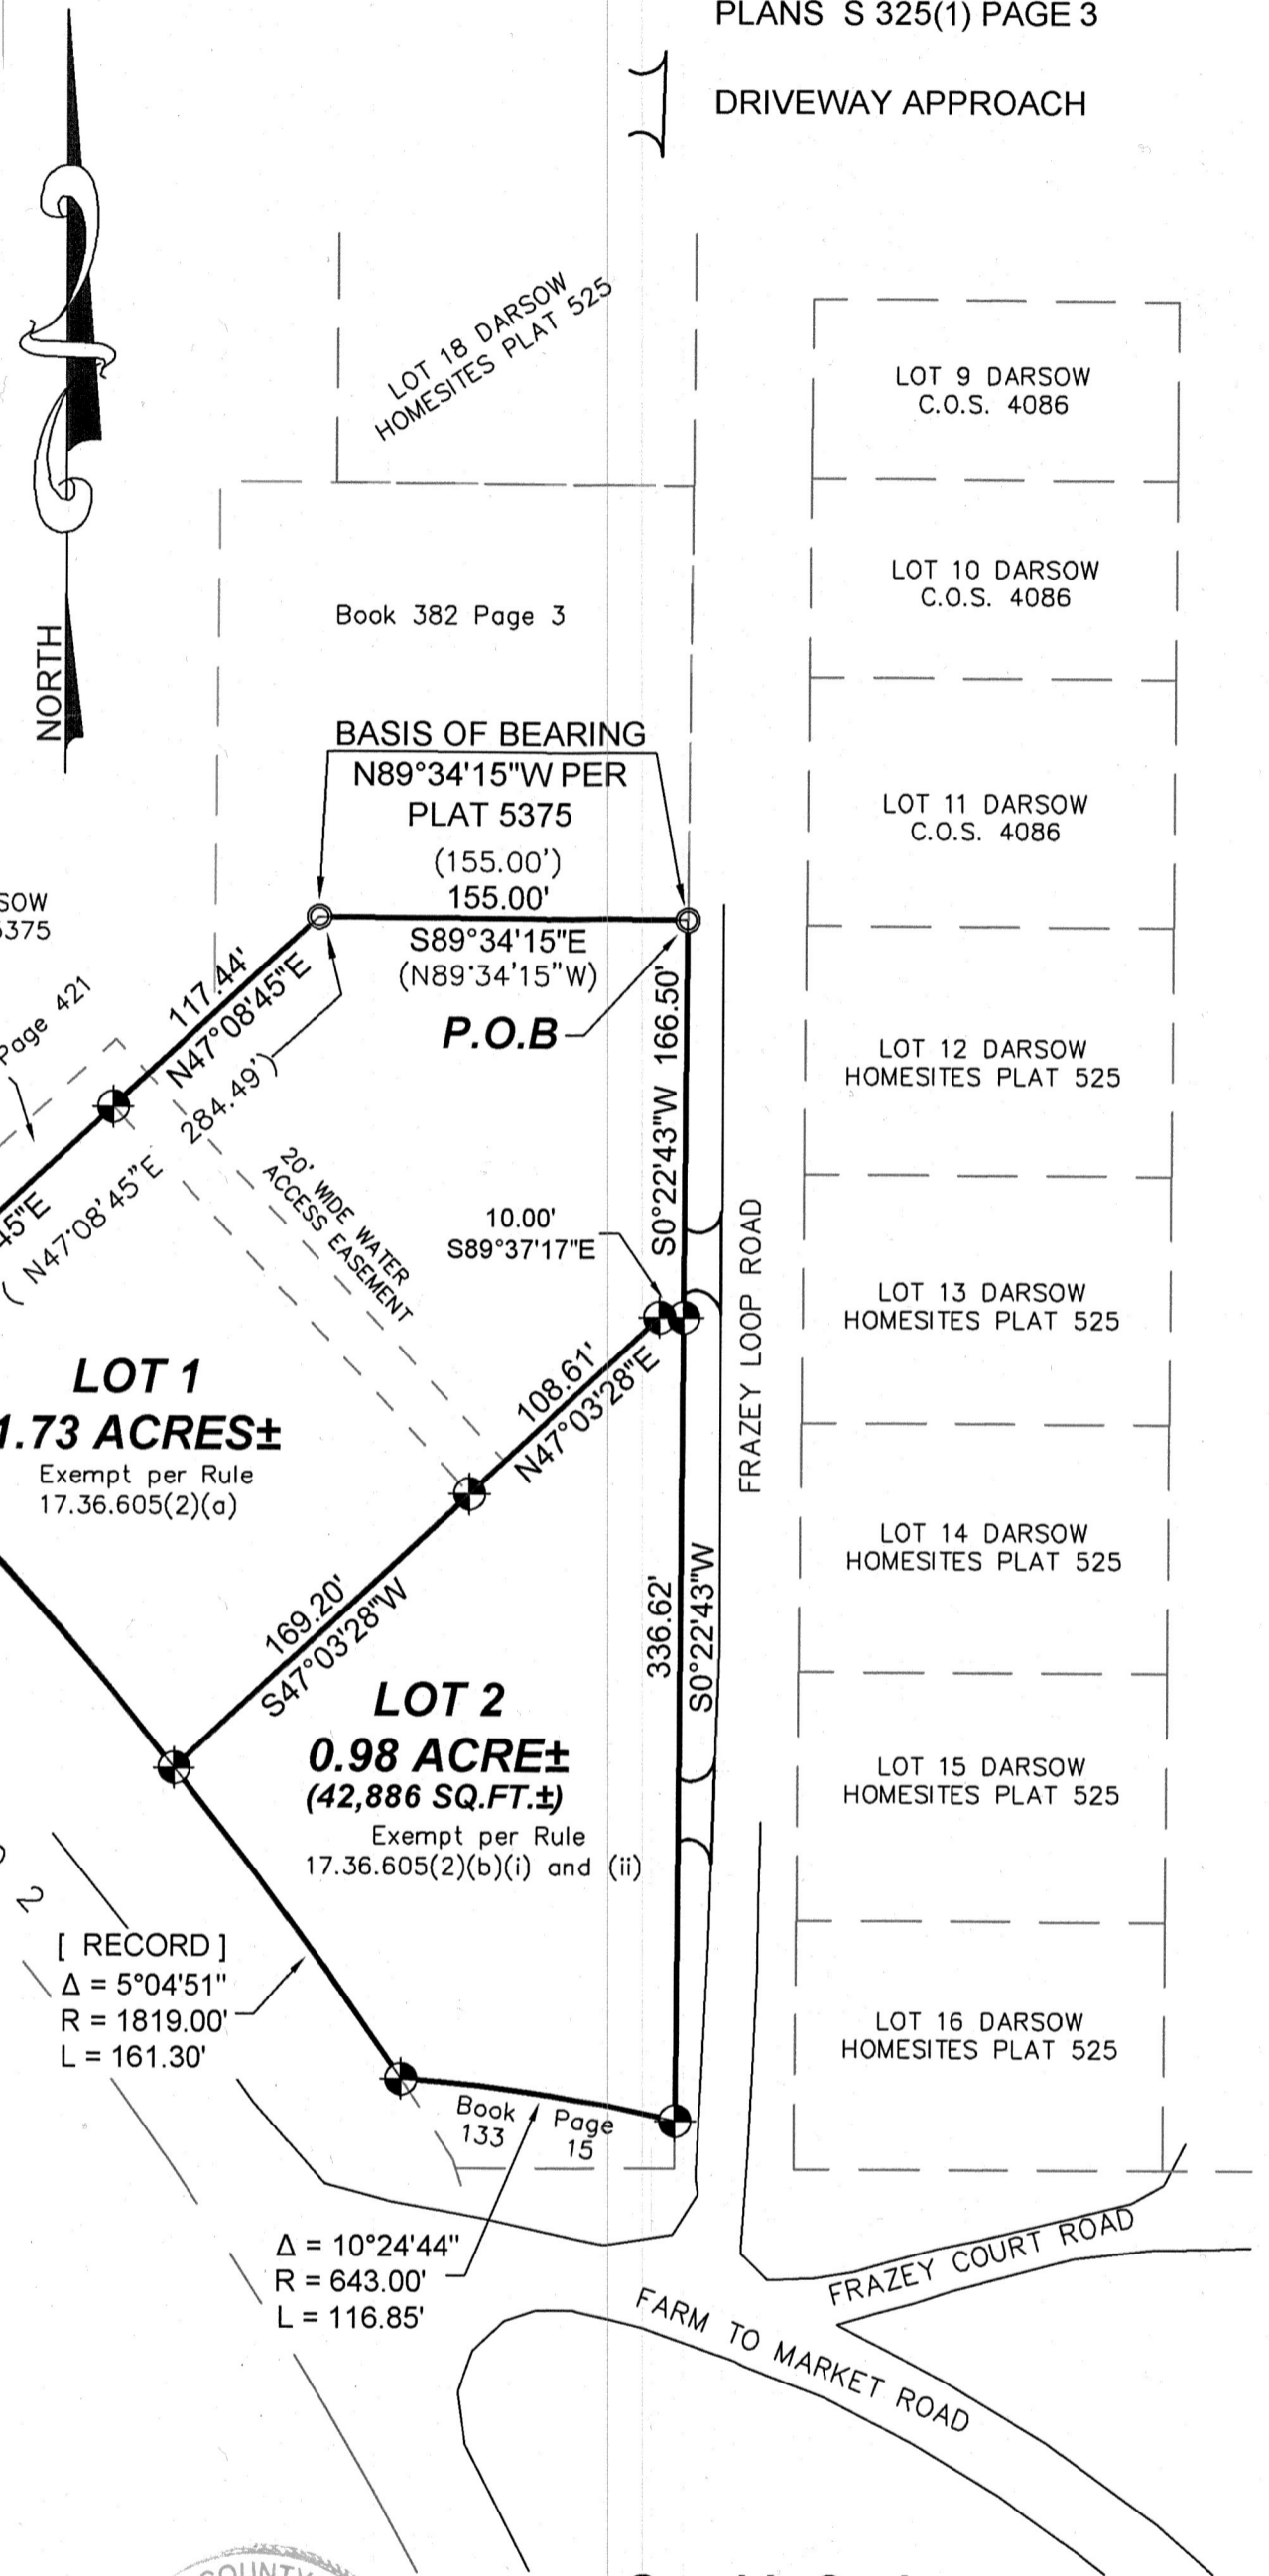 PLANS S 325(1) PAGE 3
DRIVEWAY APPROACH
NORTH
LOT 18 DARSOW
HOMESITES PLAT 525
LOT 9 DARSOW
C.O.S. 4086
LOT 10 DARSOW
C.O.S. 4086
Book 382 Page 3
BASIS OF BEARING
N89°34'15"W PER
PLAT 5375
(155.00')
155.00'
S89°34'15"E
(N89°34'15"W)
P.O.B
LOT 11 DARSOW
C.O.S. 4086
5375
Page 421
117.44'
N47°08'45"E
284.49')
( N47°08'45"E
45"E
20' WIDE WATER
ACCESS EASEMENT
S0°22'43"W 166.50'
10.00'
S89°37'17"E
LOT 12 DARSOW
HOMESITES PLAT 525
FRAZEY LOOP ROAD
LOT 13 DARSOW
HOMESITES PLAT 525
LOT 1
1.73 ACRES±
Exempt per Rule
17.36.605(2)(a)
108.61'
N47°03'28"E
LOT 14 DARSOW
HOMESITES PLAT 525
169.20'
S47°03'28"W
336.62'
S0°22'43"W
LOT 2
0.98 ACRE±
(42,886 SQ.FT.±)
Exempt per Rule
17.36.605(2)(b)(i) and (ii)
LOT 15 DARSOW
HOMESITES PLAT 525
2
[ RECORD ]
Δ = 5°04'51"
R = 1819.00'
L = 161.30'
LOT 16 DARSOW
HOMESITES PLAT 525
Book Page
133 15
Δ = 10°24'44"
R = 643.00'
L = 116.85'
FRAZEY COURT ROAD
FARM TO MARKET ROAD
COUNTY